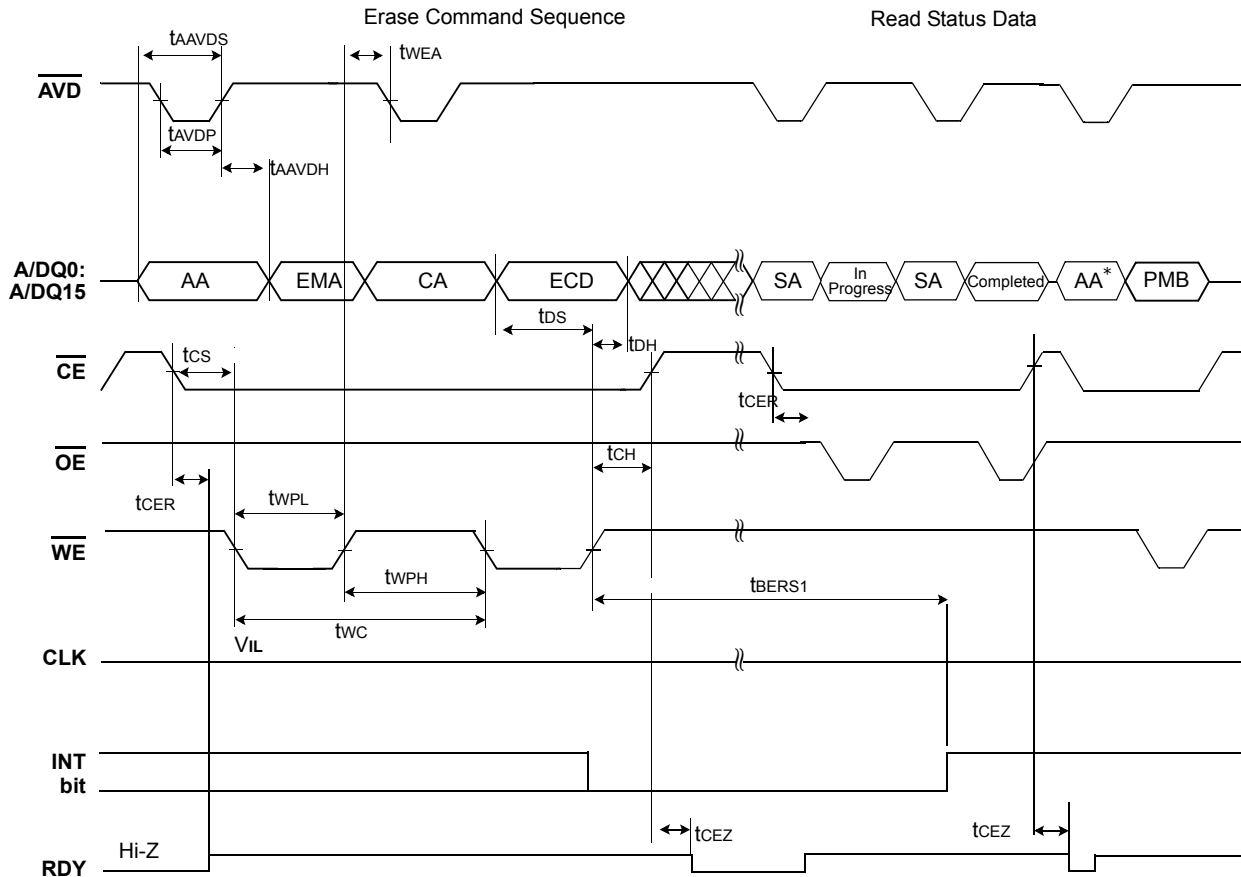 Erase Command Sequence
Read Status Data
tAAVDS
tWEA
AVD
tAVDP
tAAVDH
A/DQ0:
A/DQ15
AA
EMA
CA
ECD
SA
In
Progress
SA
Completed
AA*
PMB
tDS
tDH
tCS
CE
tCER
OE
tCH
tCER
tWPL
WE
tWPH
tBERS1
tWC
VIL
CLK
INT
bit
tCEZ
tCEZ
Hi-Z
RDY